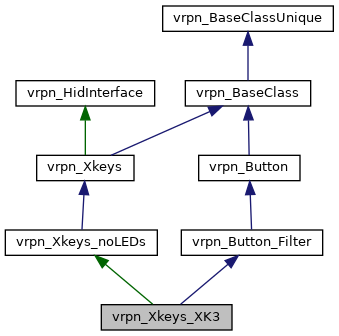 vrpn_BaseClassUnique
vrpn_HidInterface
vrpn_BaseClass
vrpn_Xkeys
vrpn_Button
vrpn_Xkeys_noLEDs
vrpn_Button_Filter
vrpn_Xkeys_XK3